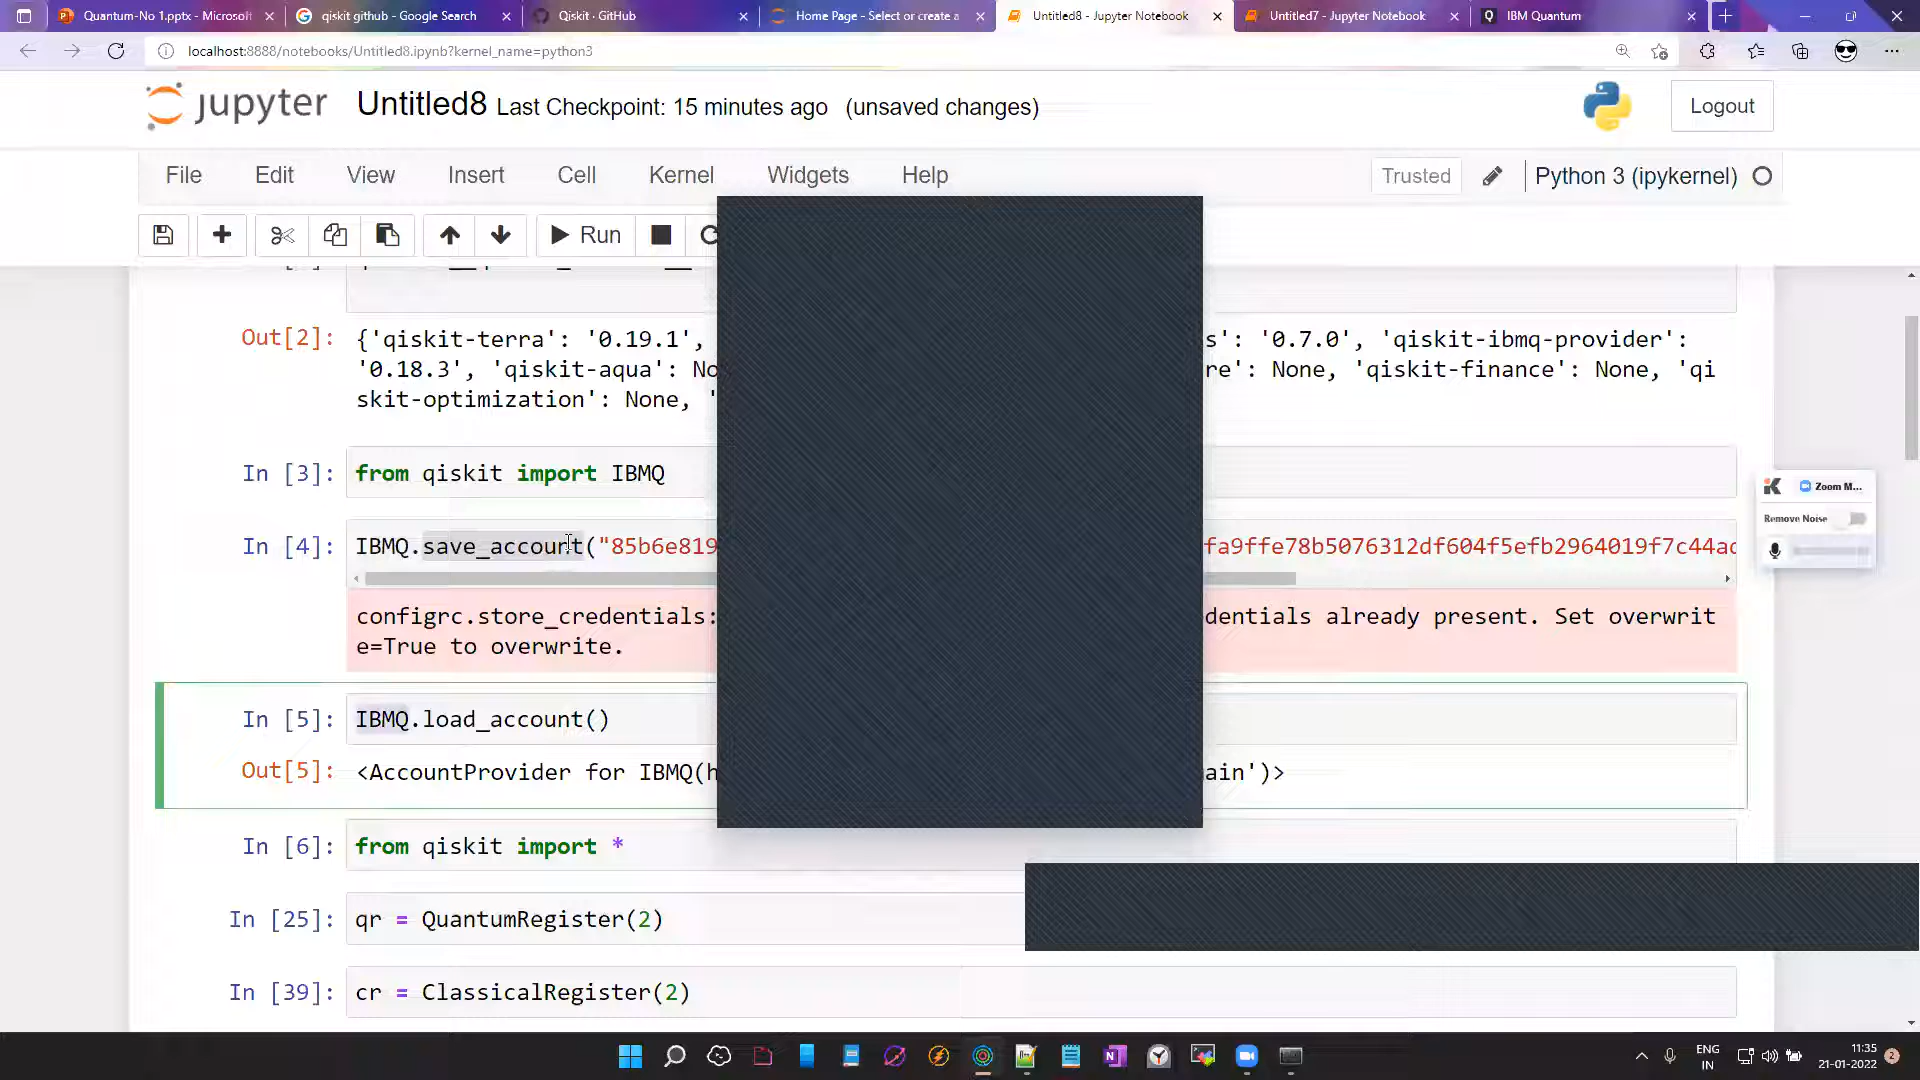 Quantum-No 1.pptx - Microsoft
qiskit github - Google Search
Qiskit · GitHub
Home Page - Select or create a
Untitled8 - Jupyter Notebook
Untitled7 - Jupyter Notebook
Q IBM Quantum
localhost:8888/notebooks/Untitled8.ipynb?kernel_name=python3
jupyter Untitled8 Last Checkpoint: 15 minutes ago (unsaved changes)
Logout
File Edit View Insert Cell Kernel Widgets Help
Trusted
Python 3 (ipykernel)
Run
Out[2]: {'qiskit-terra': '0.19.1', s': '0.7.0', 'qiskit-ibmq-provider':
'0.18.3', 'qiskit-aqua': No re': None, 'qiskit-finance': None, 'qi
skit-optimization': None, '
In [3]: from qiskit import IBMQ
Zoom M...
Remove Noise
In [4]: IBMQ.save_account("85b6e819 fa9ffe78b5076312df604f5efb2964019f7c44ac
configrc.store_credentials: dentials already present. Set overwrit
e=True to overwrite.
In [5]: IBMQ.load_account()
Out[5]: <AccountProvider for IBMQ(h ain')>
In [6]: from qiskit import *
In [25]: qr = QuantumRegister(2)
In [39]: cr = ClassicalRegister(2)
ENG
IN
11:35
21-01-2022
2